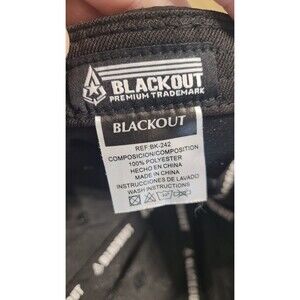 BLACKOUT
PREMIUM TRADEMARK
BLACKOUT
REF:BK-242
COMPOSICION/COMPOSITION
100% POLYESTER
HECHO EN CHINA
MADE IN CHINA
INSTRUCCIONES DE LAVADO
WASH INSTRUCTIONS